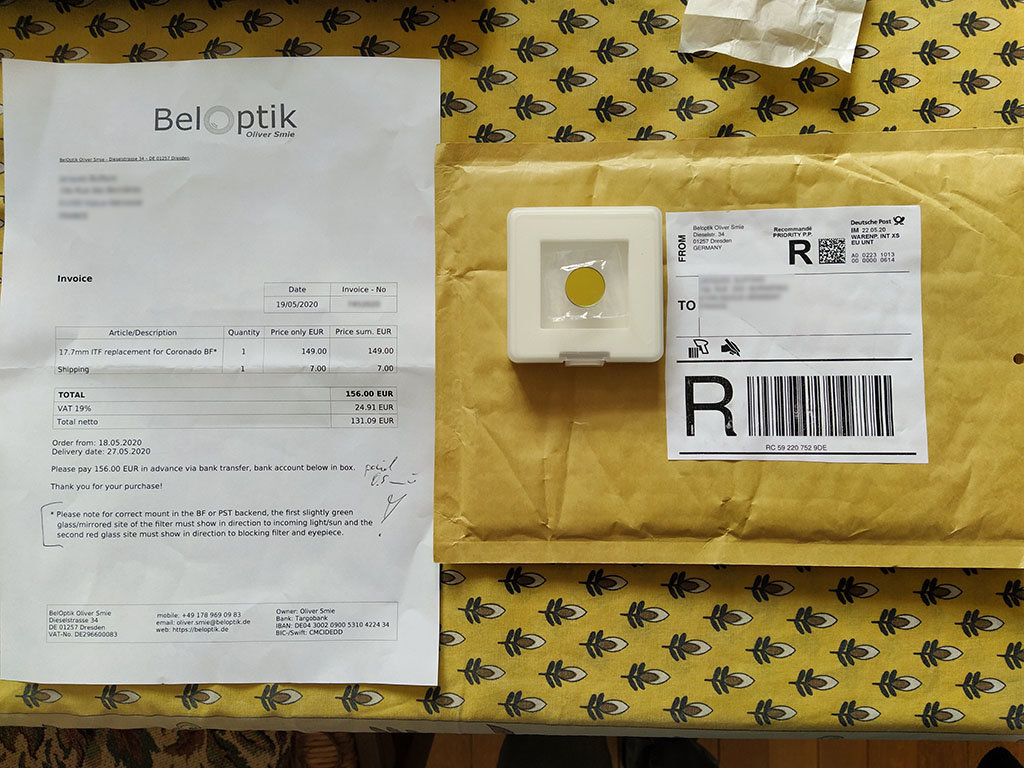 BelOptik
Oliver Smie
BelOptik Oliver Smie - Dieselstrasse 34 - DE 01257 Dresden
Invoice
Date Invoice - No
19/05/2020
Article/Description Quantity Price only EUR Price sum. EUR
17.7mm ITF replacement for Coronado BF* 1 149.00 149.00
Shipping 1 7.00 7.00
TOTAL 156.00 EUR
VAT 19% 24.91 EUR
Total netto 131.09 EUR
Order from: 18.05.2020
Delivery date: 27.05.2020
Please pay 156.00 EUR in advance via bank transfer, bank account below in box.
paid
Thank you for your purchase!
* Please note for correct mount in the BF or PST backend, the first slightly green
glass/mirrored site of the filter must show in direction to incoming light/sun and the
second red glass site must show in direction to blocking filter and eyepiece.
BelOptik Oliver Smie
Dieselstrasse 34
DE 01257 Dresden
VAT-No. DE296600083
mobile: +49 178 969 09 83
email: oliver.smie@beloptik.de
web: https://beloptik.de
Owner: Oliver Smie
Bank: Targobank
IBAN: DE04 3002 0900 5310 4224 34
BIC-/Swift: CMCIDEDD
FROM
Beloptik Oliver Smie
Dieselstr. 34
01257 Dresden
GERMANY
Recommandé
PRIORITY P.P.
R
Deutsche Post
IM 22.05.20
WARENP. INT XS
EU UNT
A0 0223 1013
00 0000 0614
TO
R
RC 59 220 752 9DE